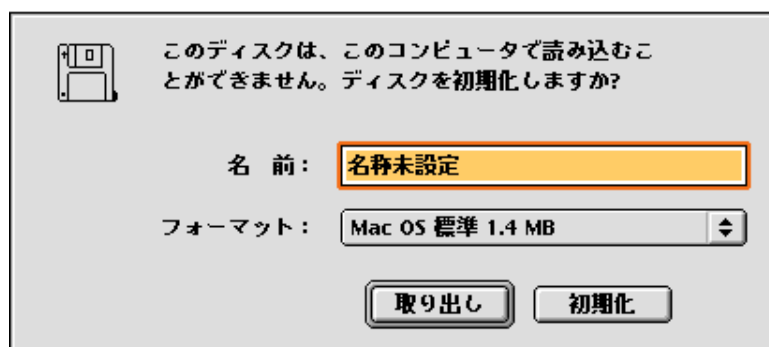 このディスクは、このコンピュータで読み込むこ
とができません。ディスクを初期化しますか?
名 前： 名称未設定
フォーマット： Mac OS 標準 1.4 MB
取り出し 初期化